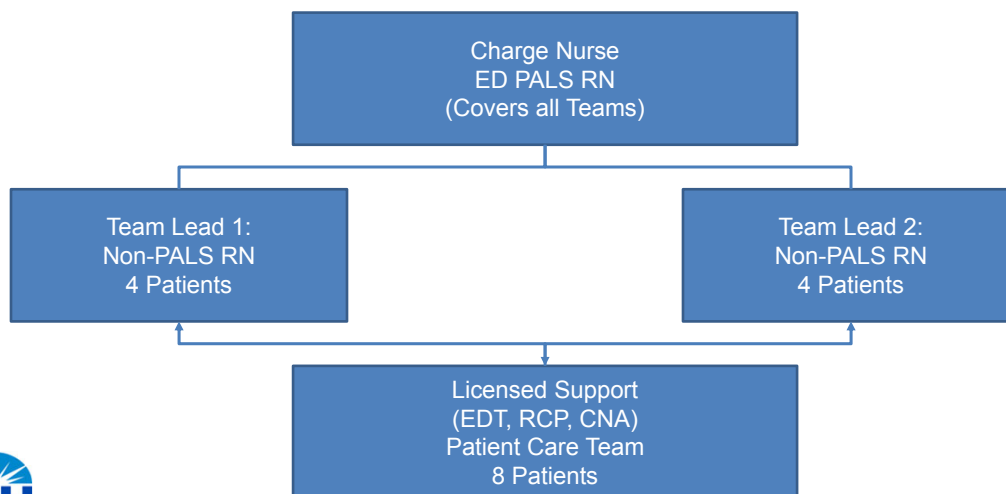 Charge Nurse
ED PALS RN
(Covers all Teams)
Team Lead 1:
Non-PALS RN
4 Patients
Team Lead 2:
Non-PALS RN
4 Patients
Licensed Support
(EDT, RCP, CNA)
Patient Care Team
8 Patients